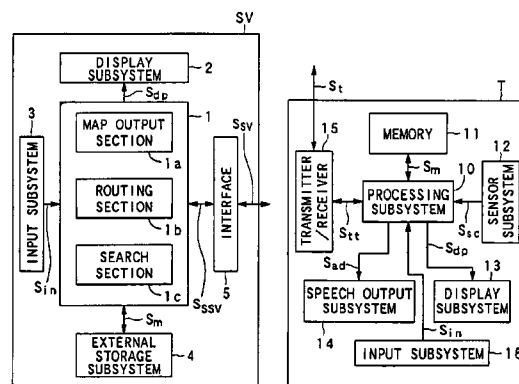 SV
DISPLAY
SUBSYSTEM
2
Sdp
3
1
MAP OUTPUT
SECTION
1a
ROUTING
SECTION
1b
SEARCH
SECTION
1c
INPUT SUBSYSTEM
Sin
INTERFACE
5
SSV
SSSV
Sm
EXTERNAL
STORAGE
SUBSYSTEM
4
St
T
15
TRANSMITTER
/RECEIVER
MEMORY
11
Sm
10
PROCESSING
SUBSYSTEM
12
SENSOR
SUBSYSTEM
Stt
Ssc
Sad
Sdp
13
SPEECH OUTPUT
SUBSYSTEM
14
DISPLAY
SUBSYSTEM
Sin
INPUT SUBSYSTEM
16